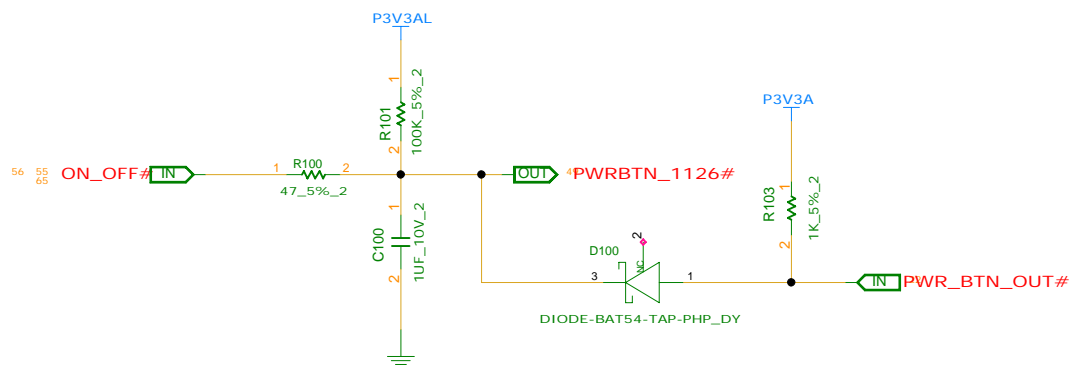 P3V3AL
1
R101
100K_5%_2
2
P3V3A
56 55
65
ON_OFF#
IN
1
R100
2
47_5%_2
OUT
PWRBTN_1126#
1
R103
1K_5%_2
2
1
C100
1UF_10V_2
2
D100
2
NC
3
1
IN
PWR_BTN_OUT#
DIODE-BAT54-TAP-PHP_DY